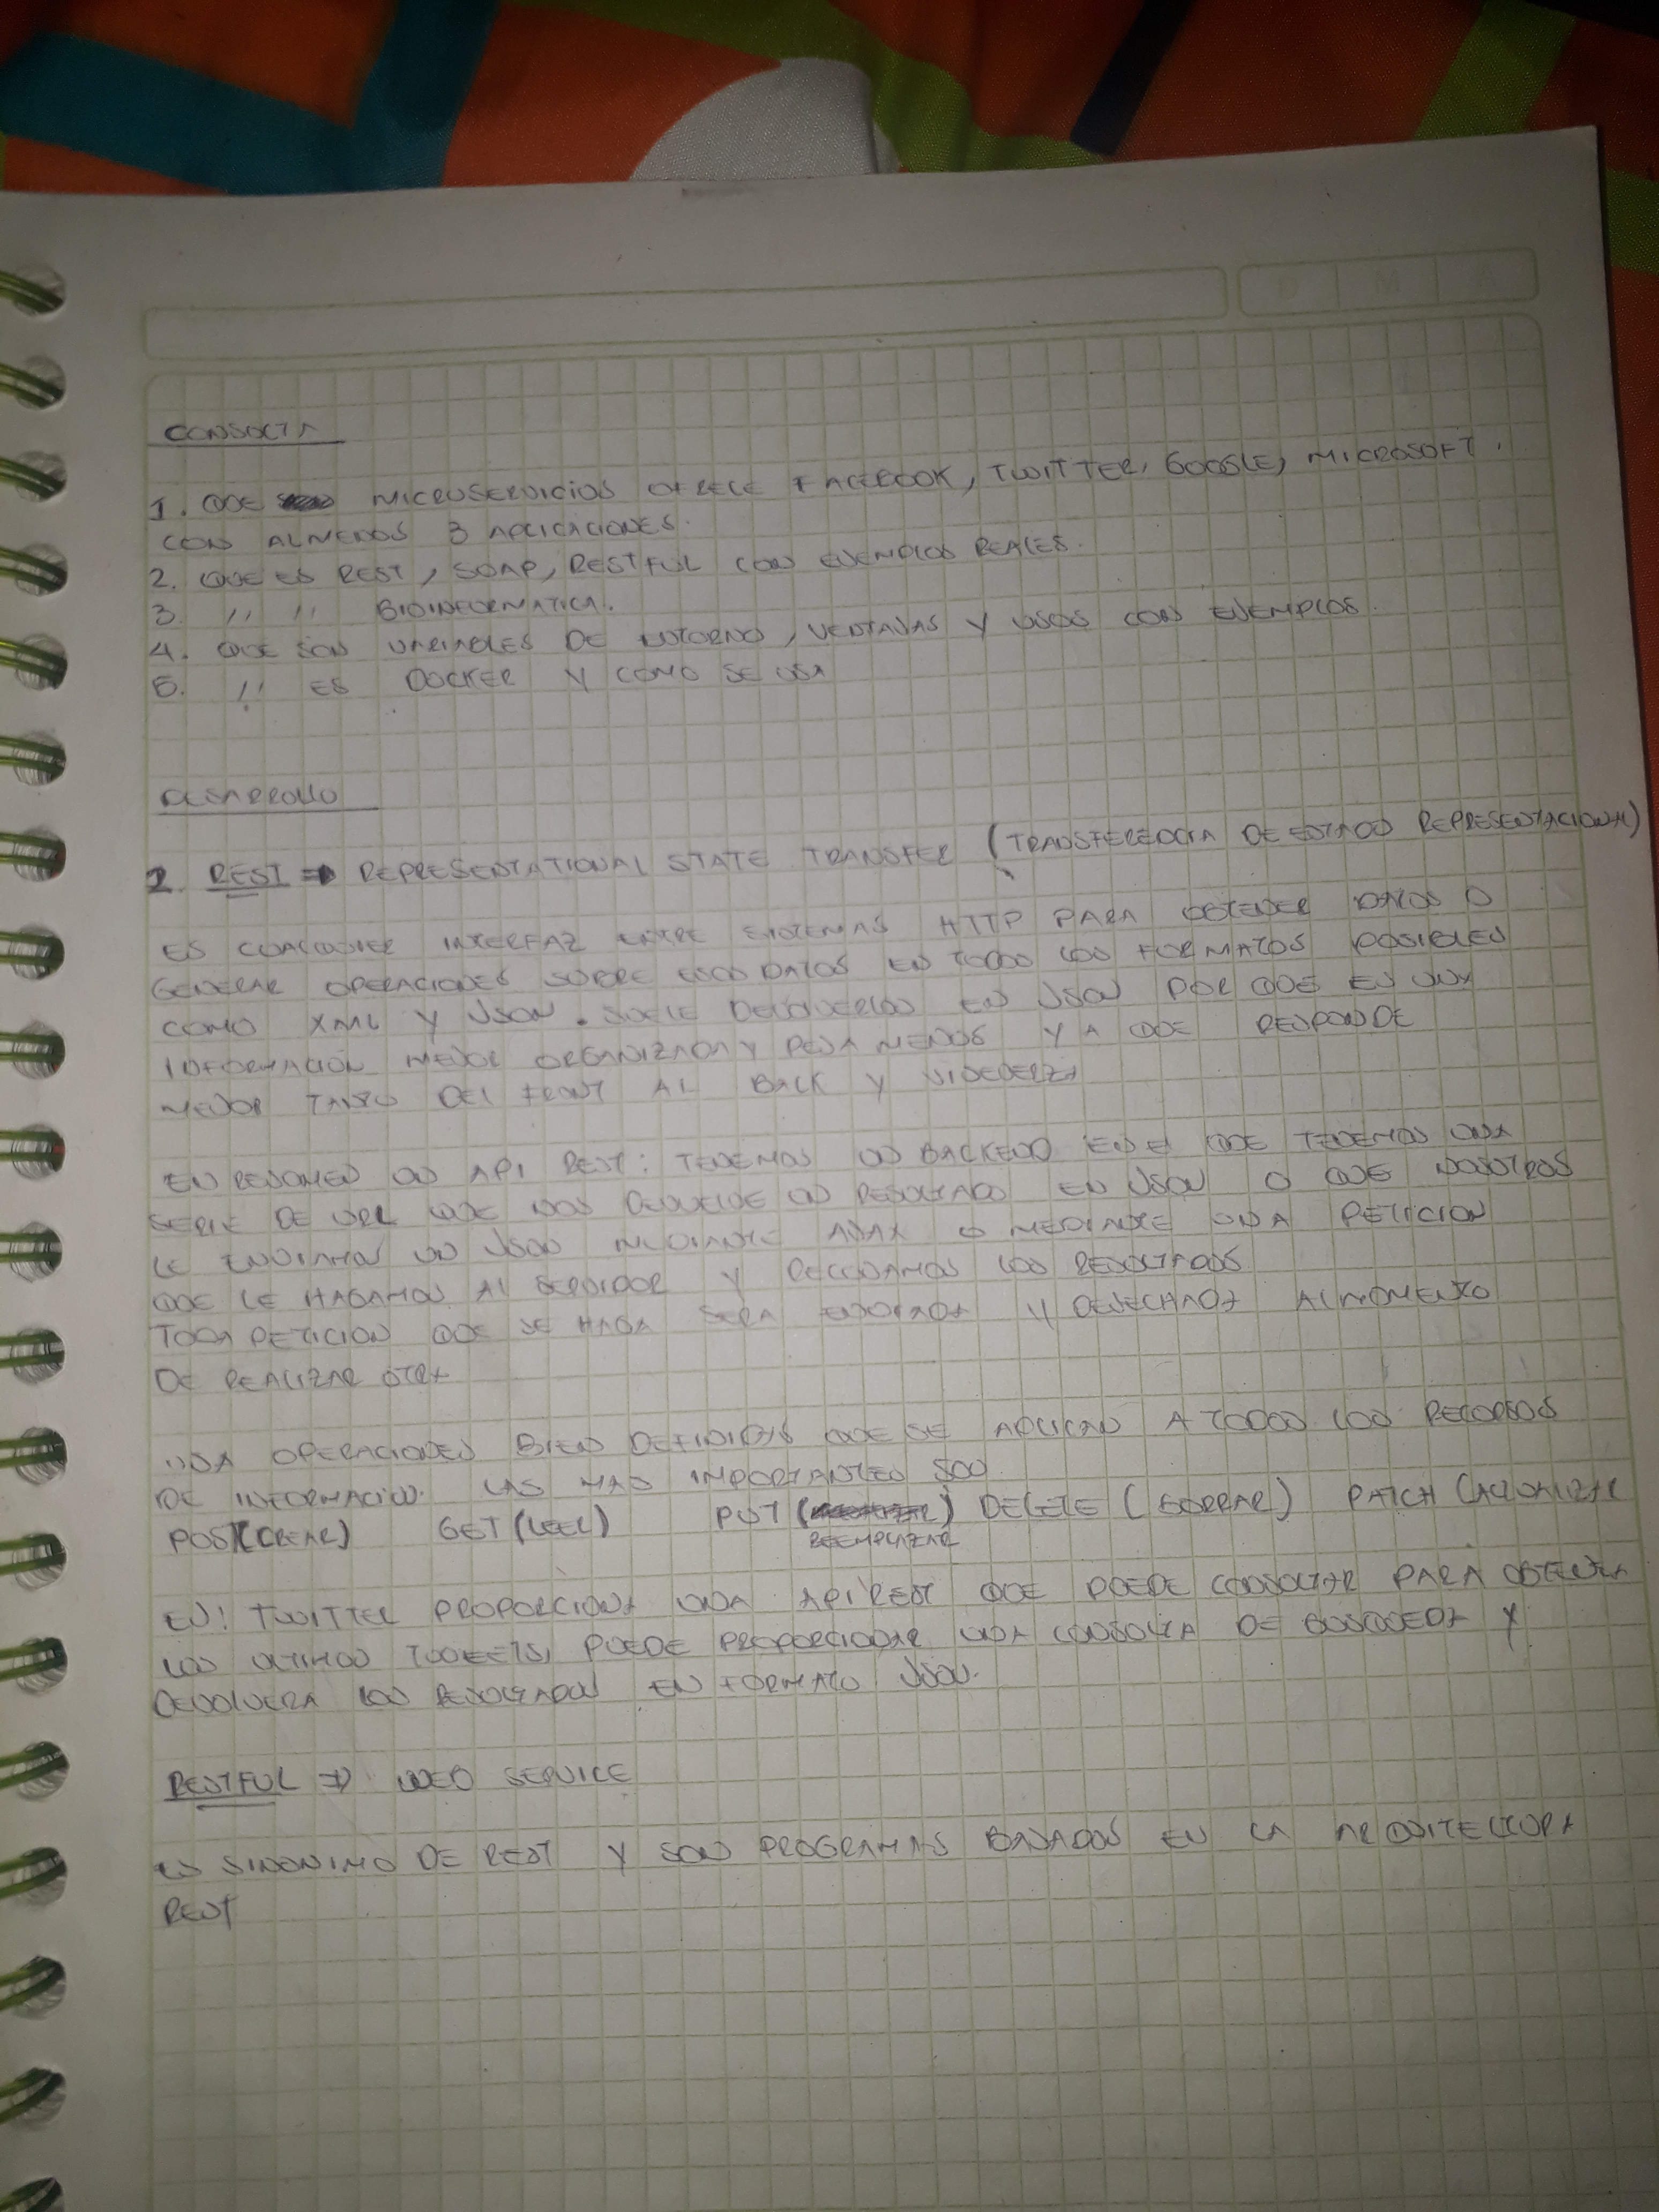 CONSULTA
1. QUE MICROSERVICIOS OFRECE FACEBOOK, TWITTER, GOOGLE, MICROSOFT.
CON ALMENOS 3 APLICACIONES.
2. QUE ES REST, SOAP, RESTFUL CON EJEMPLOS REALES.
3. '' '' BIOINFORMATICA.
4. QUE SON VARIABLES DE ENTORNO, VENTAJAS Y USOS CON EJEMPLOS.
5. '' ES DOCKER Y COMO SE USA
DESARROLLO
2. REST => REPRESENTATIONAL STATE TRANSFER (TRANSFERENCIA DE ESTADO REPRESENTACIONAL)
ES CUALQUIER INTERFAZ ENTRE SISTEMAS HTTP PARA OBTENER DATOS O
GENERAR OPERACIONES SOBRE ESOS DATOS EN TODOS LOS FORMATOS POSIBLES
COMO XML Y JSON. SUELE DEVOLVERLOS EN JSON POR QUE ES UNA
INFORMACIÓN MEJOR ORGANIZADA Y PESA MENOS YA QUE RESPONDE
MEJOR TANTO DEL FRONT AL BACK Y VICEVERZA
EN RESUMEN UN API REST: TENEMOS UN BACKEND EN EL QUE TENEMOS UNA
SERIE DE URL QUE NOS DEVUELVE UN RESULTADO EN JSON O QUE NOSOTROS
LE ENVIAMOS UN JSON MEDIANTE AJAX O MEDIANTE UNA PETICION
QUE LE HAGAMOS AL SERVIDOR Y RECIBAMOS LOS RESULTADOS
TODA PETICION QUE SE HAGA SERA Y DESECHADA AL MOMENTO
DE REALIZAR OTRA
USA OPERACIONES BIEN DEFINIDAS QUE SE APLICAN A TODOS LOS RECURSOS
DE INFORMACIÓN. LAS MAS IMPORTANTES SON
POST(CREAR) GET(LEER) PUT ( ) DELETE (BORRAR) PATCH (ACTUALIZAR
REEMPLAZAR
EJ! TWITTER PROPORCIONA UNA API REST QUE PUEDE CONSULTAR PARA OBTENER
LOS ULTIMOS TWEETS, PUEDE PROPORCIONAR UNA CONSULTA DE BUSQUEDA Y
DEVOLVERA LOS RESULTADOS EN FORMATO JSON.
RESTFUL => WEB SERVICE
ES SINONIMO DE REST Y SON PROGRAMAS BASADOS EN LA ARQUITECTURA
REST